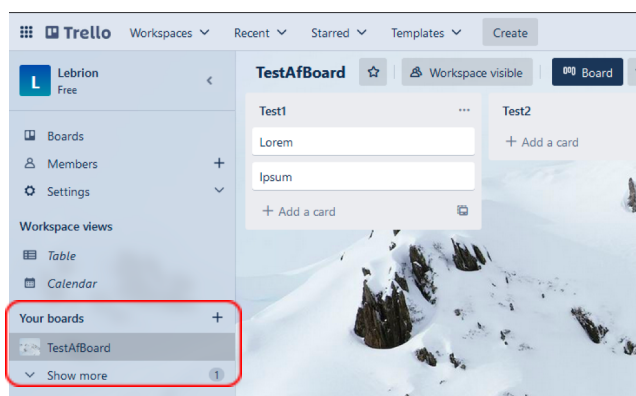 Trello Workspaces Recent Starred Templates Create
L Lebrion
Free
TestAfBoard Workspace visible Board
Test1
Lorem
Ipsum
+ Add a card
Test2
+ Add a card
Boards
Members +
Settings
Workspace views
Table
Calendar
Your boards +
TestAfBoard
Show more 1